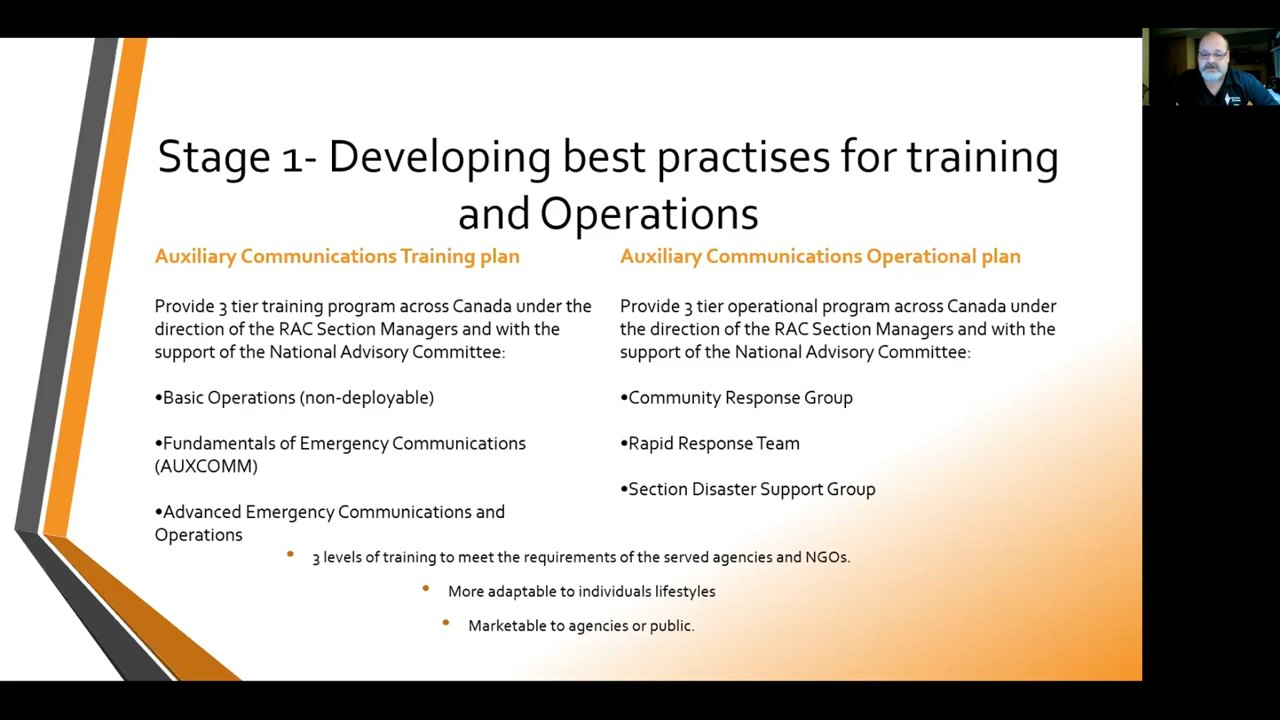 Stage 1- Developing best practises for training
and Operations
Auxiliary Communications Training plan
Provide 3 tier training program across Canada under the
direction of the RAC Section Managers and with the
support of the National Advisory Committee:
•Basic Operations (non-deployable)
•Fundamentals of Emergency Communications
(AUXCOMM)
•Advanced Emergency Communications and
Operations
Auxiliary Communications Operational plan
Provide 3 tier operational program across Canada under
the direction of the RAC Section Managers and with the
support of the National Advisory Committee:
•Community Response Group
•Rapid Response Team
•Section Disaster Support Group
• 3 levels of training to meet the requirements of the served agencies and NGOs.
• More adaptable to individuals lifestyles
• Marketable to agencies or public.